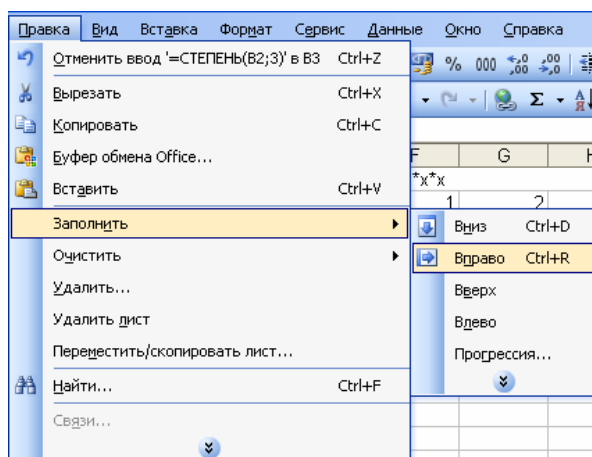 Правка Вид Вставка Формат Сервис Данные Окно Справка
Отменить ввод '=СТЕПЕНЬ(B2;3)' в B3 Ctrl+Z
% 000 ,00 ,00
Вырезать Ctrl+X
Σ
Копировать Ctrl+C
Буфер обмена Office...
F G H
*x*x
Вставить Ctrl+V
1 2
Заполнить
Вниз Ctrl+D
Очистить
Вправо Ctrl+R
Удалить...
Вверх
Удалить лист
Влево
Переместить/скопировать лист...
Прогрессия...
Найти... Ctrl+F
Связи...